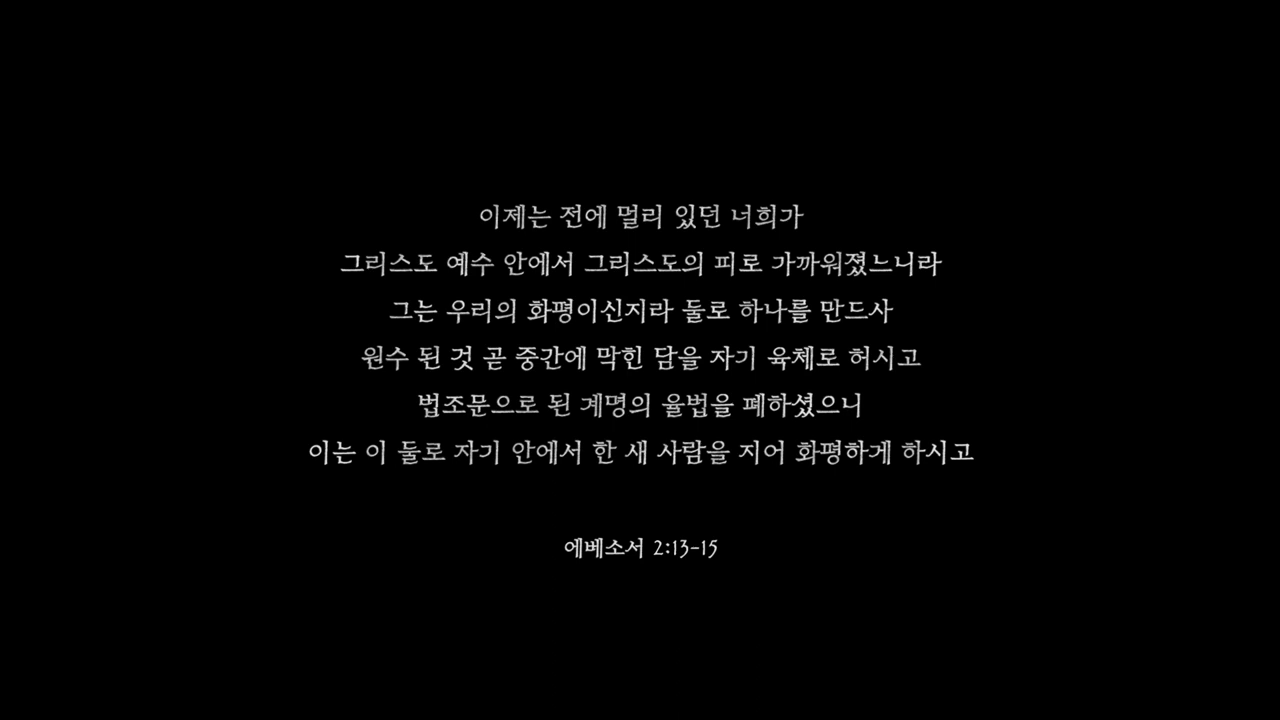 이제는 전에 멀리 있던 너희가
그리스도 예수 안에서 그리스도의 피로 가까워졌느니라
그는 우리의 화평이신지라 둘로 하나를 만드사
원수 된 것 곧 중간에 막힌 담을 자기 육체로 허시고
법조문으로 된 계명의 율법을 폐하셨으니
이는 이 둘로 자기 안에서 한 새 사람을 지어 화평하게 하시고
에베소서 2:13-15